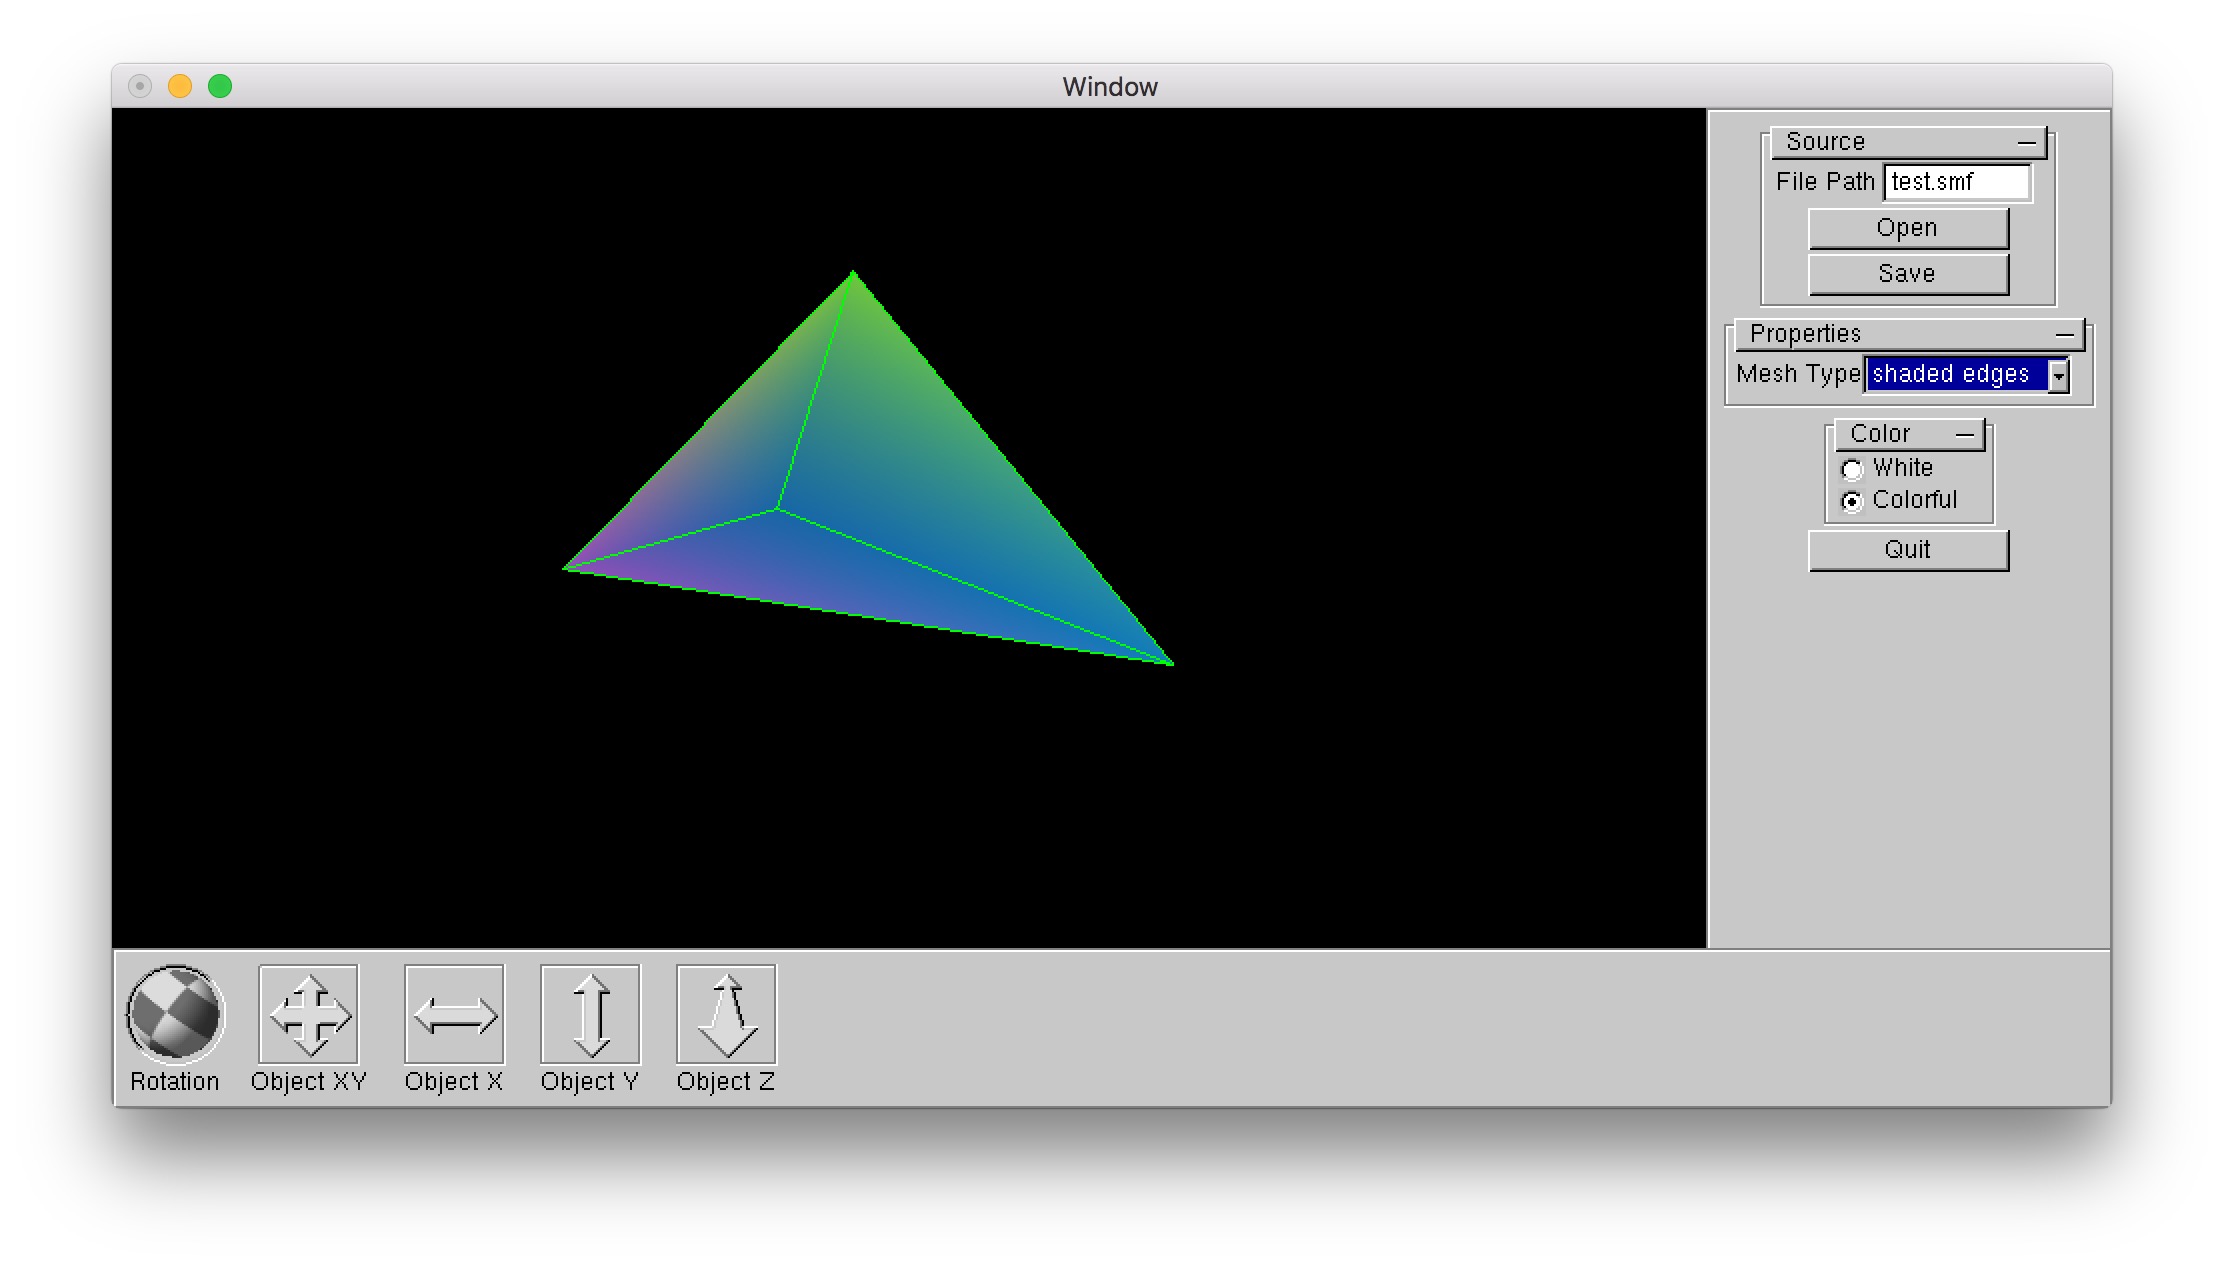 Window
Source
File Path test.smf
Open
Save
Properties
Mesh Type shaded edges
Color
White
Colorful
Quit
Rotation Object XY Object X Object Y Object Z